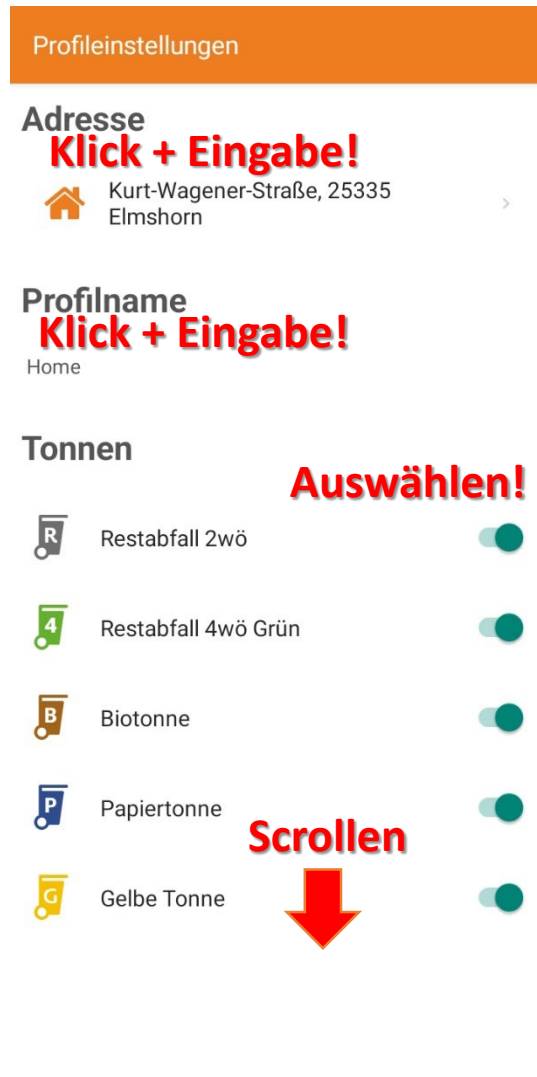 Profileinstellungen
Adresse
Klick + Eingabe!
Kurt-Wagener-Straße, 25335
Elmshorn
Profilname
Klick + Eingabe!
Home
Tonnen
Auswählen!
R Restabfall 2wö
4 Restabfall 4wö Grün
B Biotonne
P Papiertonne
Scrollen
G Gelbe Tonne